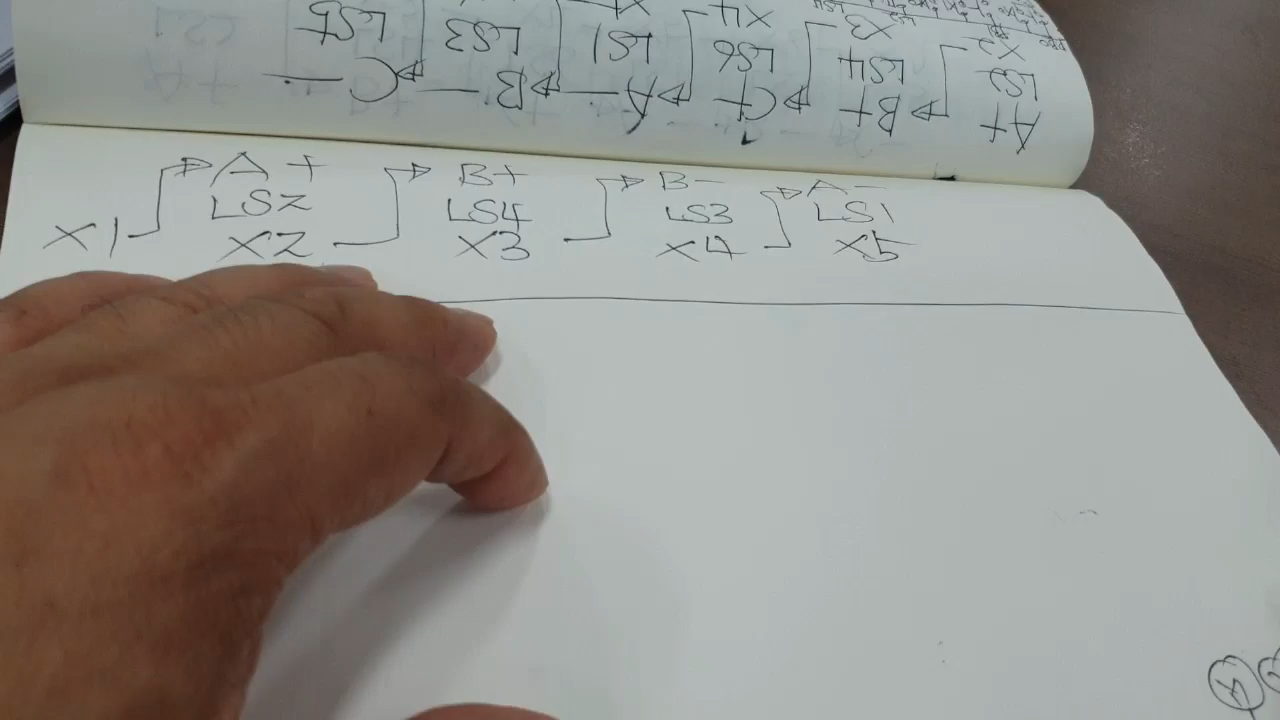 A+ B+ B- A-
LS2 LS4 LS3 LS1
X1 X2 X3 X4 X5
A+ B+ C+ A- B- C-
LS2 LS4 LS6 LS1 LS3 LS5
X2 X3 X4